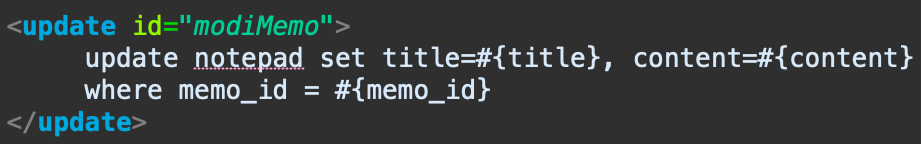 <update id="modiMemo">
update notepad set title=#{title}, content=#{content}
where memo_id = #{memo_id}
</update>